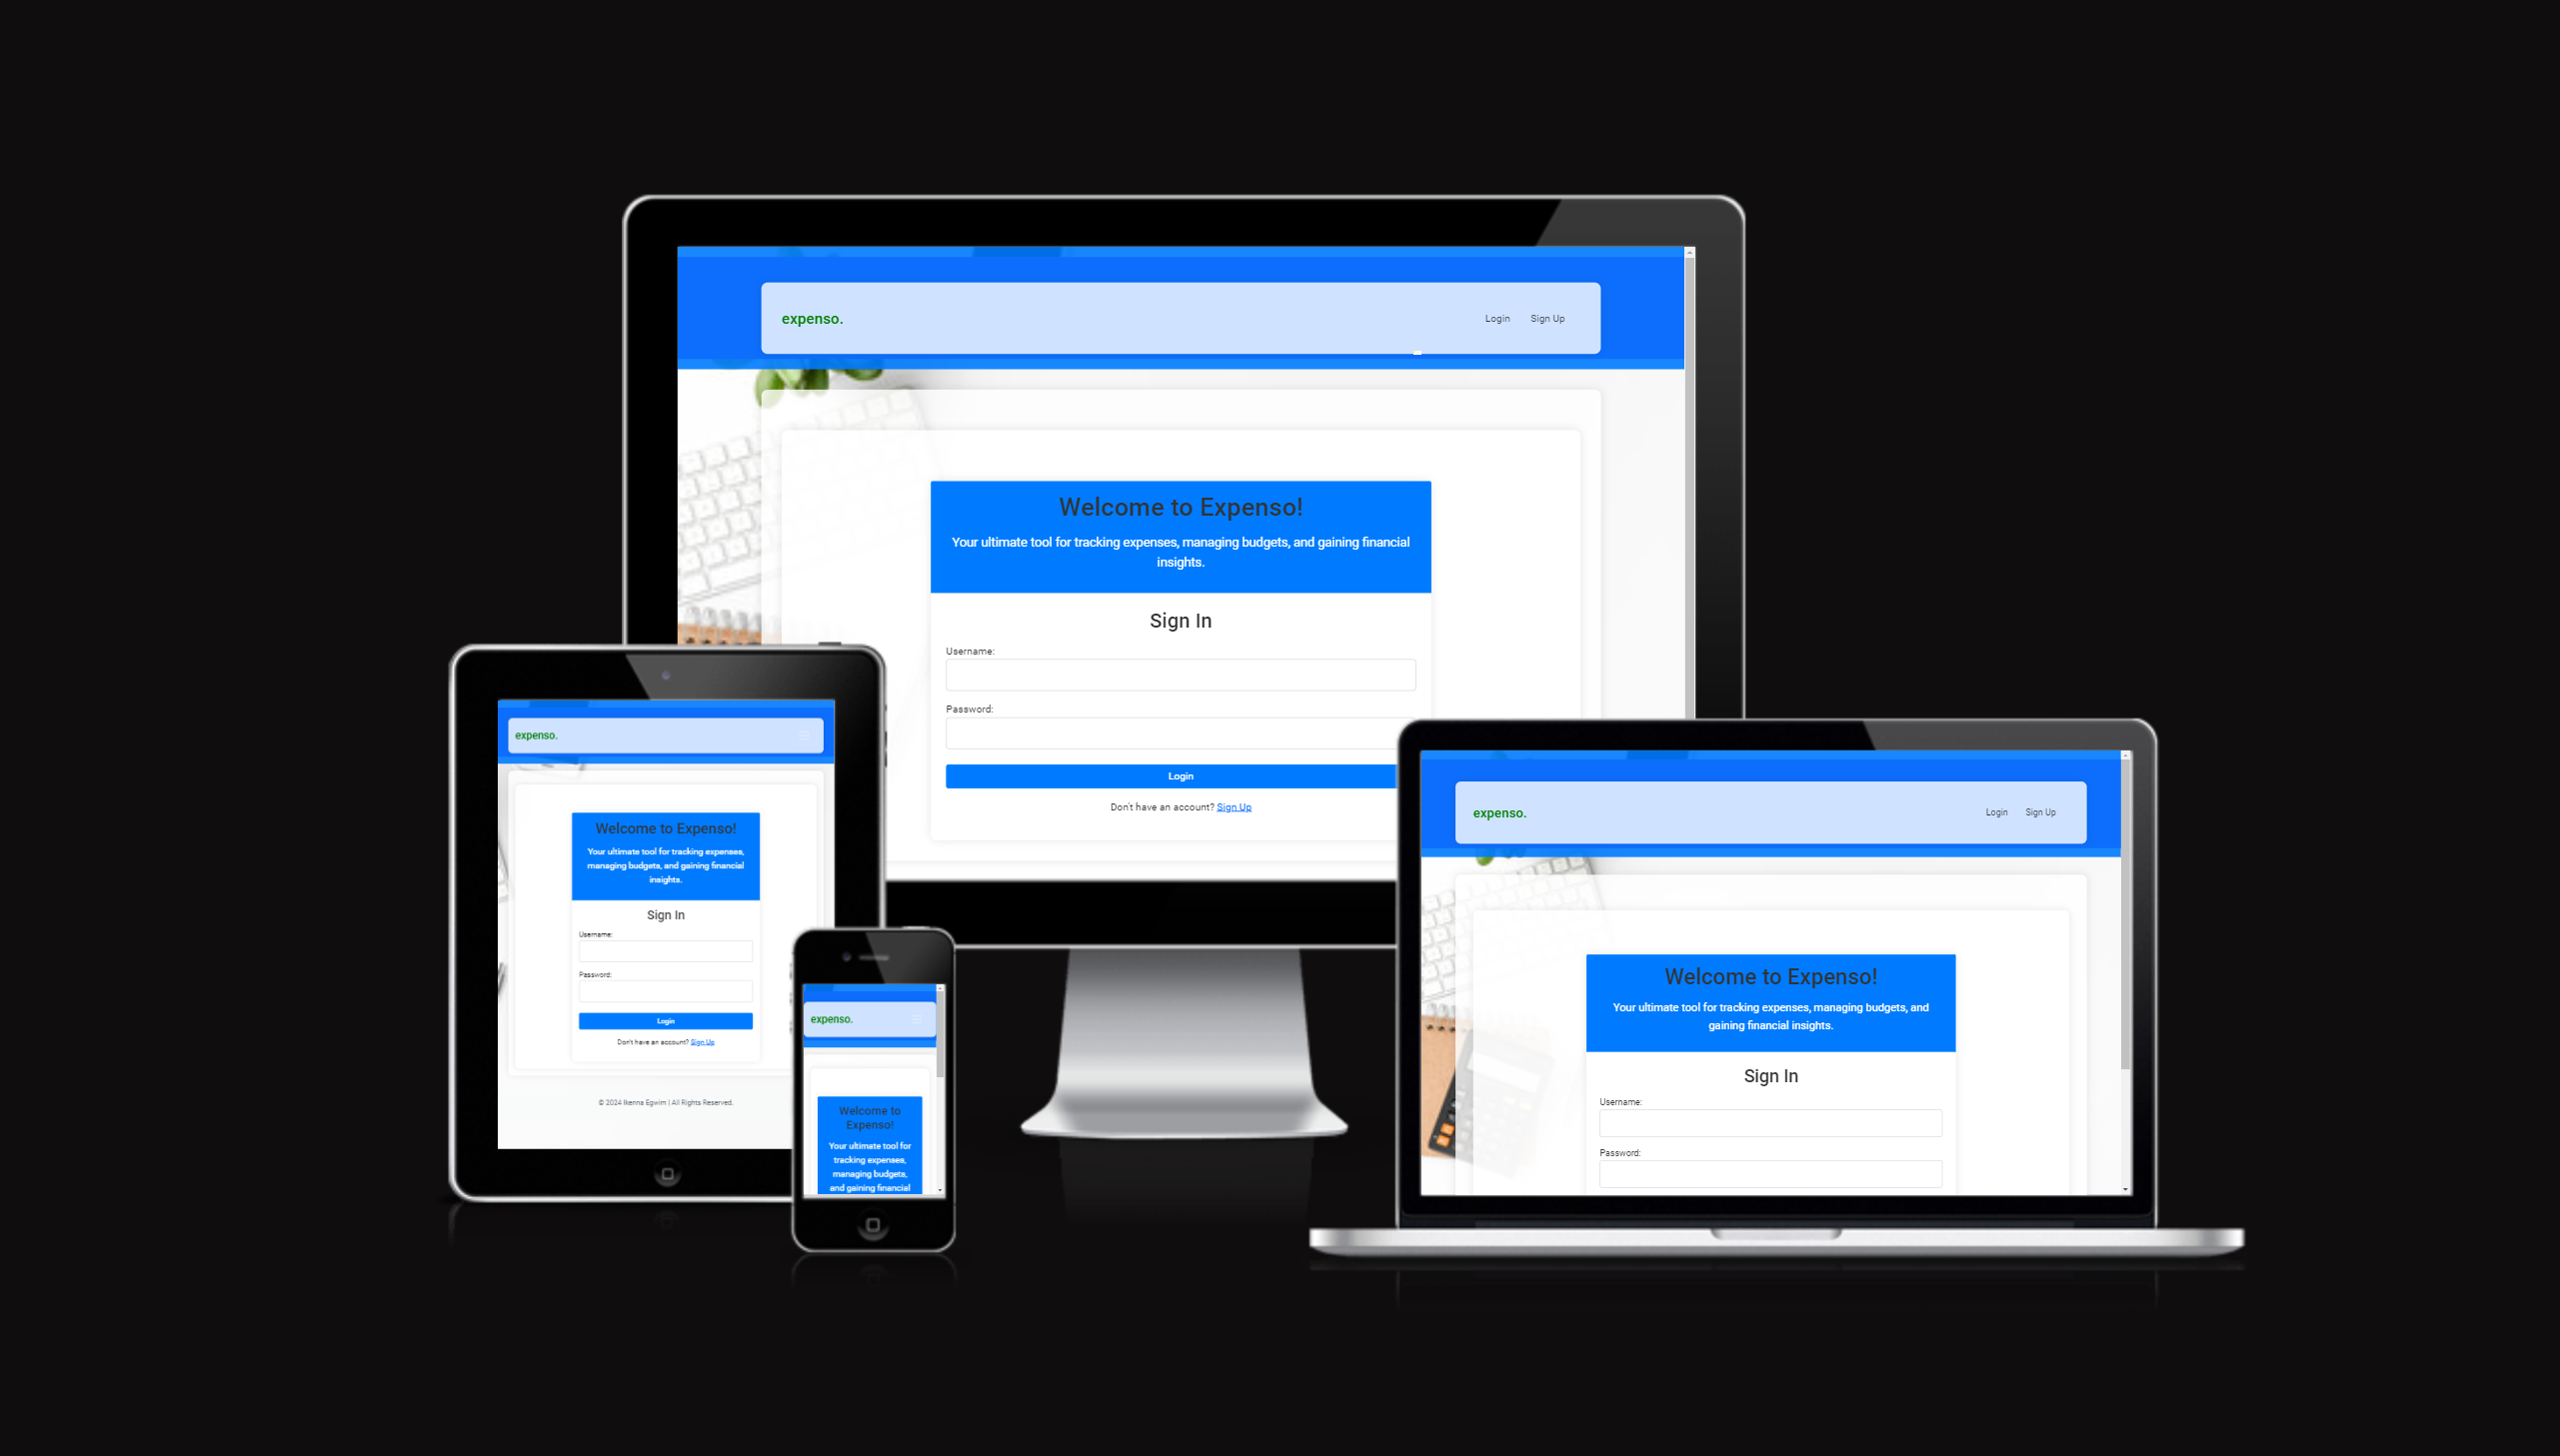 expenso.
Login
Sign Up
Welcome to Expenso!
Your ultimate tool for tracking expenses, managing budgets, and gaining financial
insights.
Sign In
Username:
Password:
Login
Don't have an account? Sign Up
expenso.
Welcome to Expenso!
Your ultimate tool for tracking expenses,
managing budgets, and gaining financial
insights.
Sign In
Username:
Password:
Login
Don't have an account? Sign Up
© 2024 Ikenna Egwim | All Rights Reserved.
expenso.
Welcome to
Expenso!
Your ultimate tool for
tracking expenses,
managing budgets,
and gaining financial
expenso.
Login
Sign Up
Welcome to Expenso!
Your ultimate tool for tracking expenses, managing budgets, and
gaining financial insights.
Sign In
Username:
Password: